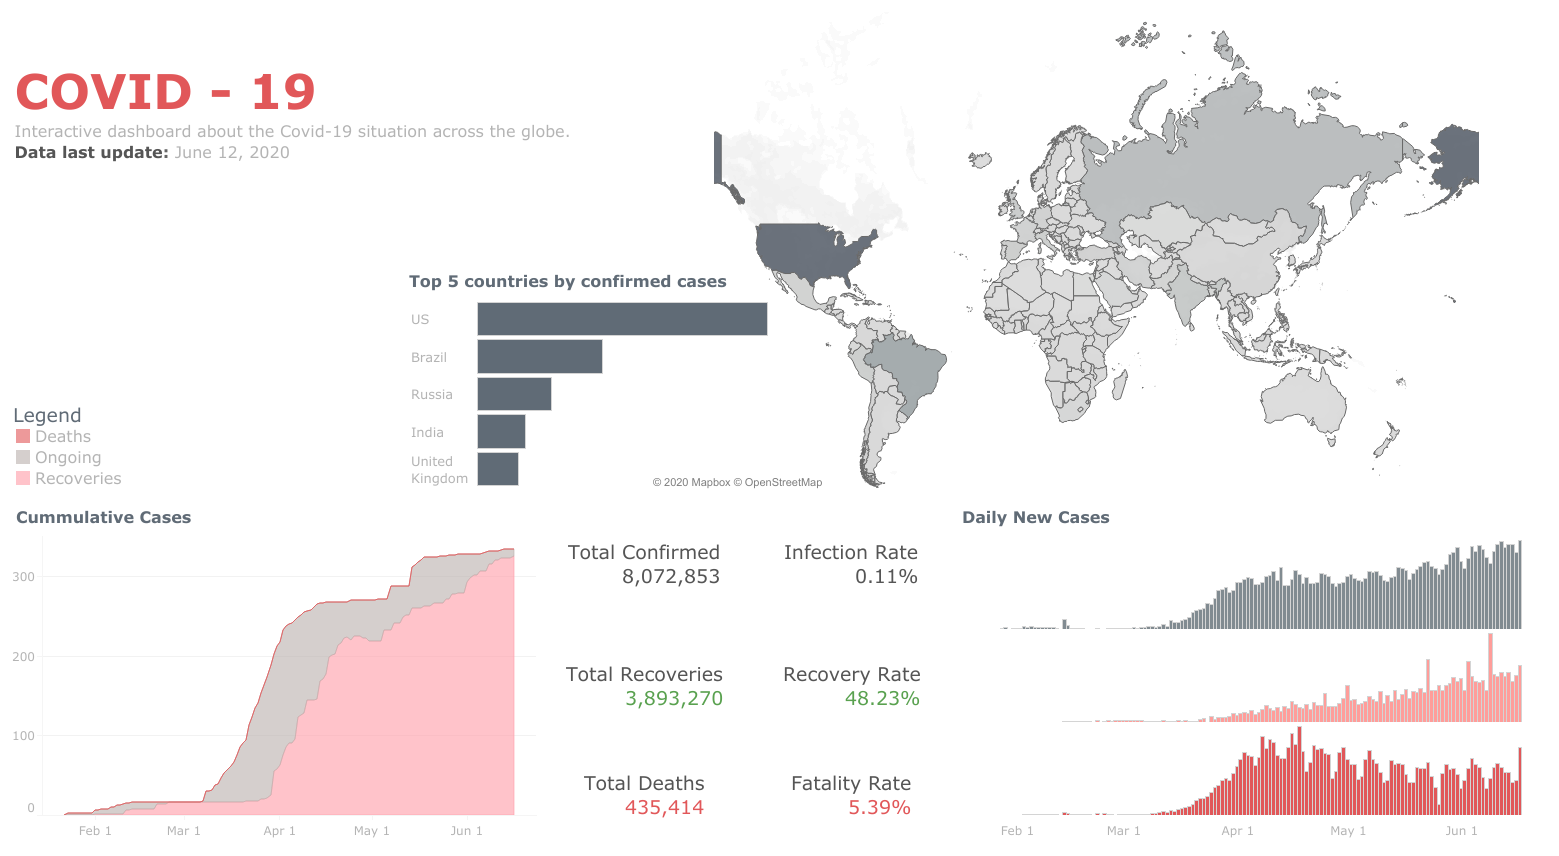 COVID - 19
Interactive dashboard about the Covid-19 situation across the globe.
Data last update: June 12, 2020
Top 5 countries by confirmed cases
US
Brazil
Russia
India
United
Kingdom
© 2020 Mapbox © OpenStreetMap
Legend
Deaths
Ongoing
Recoveries
Cummulative Cases
300
200
100
0
Feb 1
Mar 1
Apr 1
May 1
Jun 1
Total Confirmed
8,072,853
Infection Rate
0.11%
Total Recoveries
3,893,270
Recovery Rate
48.23%
Total Deaths
435,414
Fatality Rate
5.39%
Daily New Cases
Feb 1
Mar 1
Apr 1
May 1
Jun 1